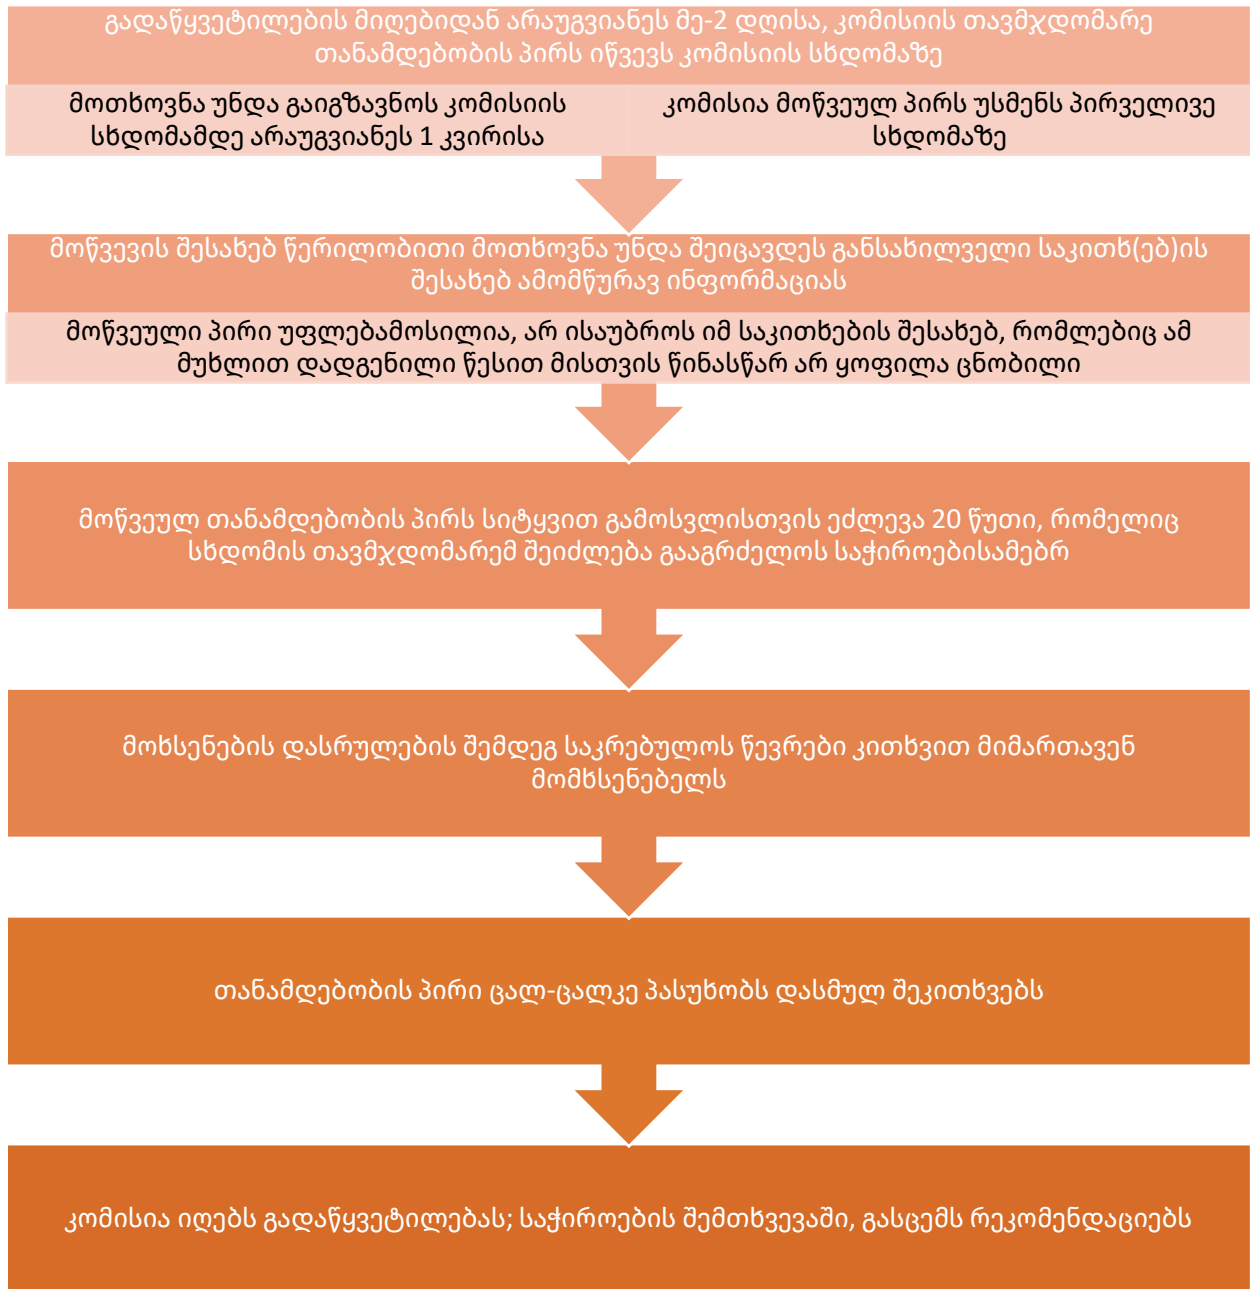 გადაწყვეტილების მიღებიდან არაუგვიანეს მე-2 დღისა, კომისიის თავმჯდომარე
თანამდებობის პირს იწვევს კომისიის სხდომაზე
მოთხოვნა უნდა გაიგზავნოს კომისიის
სხდომამდე არაუგვიანეს 1 კვირისა
კომისია მოწვეულ პირს უსმენს პირველივე
სხდომაზე
მოწვევის შესახებ წერილობითი მოთხოვნა უნდა შეიცავდეს განსახილველი საკითხ(ებ)ის
შესახებ ამომწურავ ინფორმაციას
მოწვეული პირი უფლებამოსილია, არ ისაუბროს იმ საკითხების შესახებ, რომლებიც ამ
მუხლით დადგენილი წესით მისთვის წინასწარ არ ყოფილა ცნობილი
მოწვეულ თანამდებობის პირს სიტყვით გამოსვლისთვის ეძლევა 20 წუთი, რომელიც
სხდომის თავმჯდომარემ შეიძლება გააგრძელოს საჭიროებისამებრ
მოხსენების დასრულების შემდეგ საკრებულოს წევრები კითხვით მიმართავენ
მომხსენებელს
თანამდებობის პირი ცალ-ცალკე პასუხობს დასმულ შეკითხვებს
კომისია იღებს გადაწყვეტილებას; საჭიროების შემთხვევაში, გასცემს რეკომენდაციებს